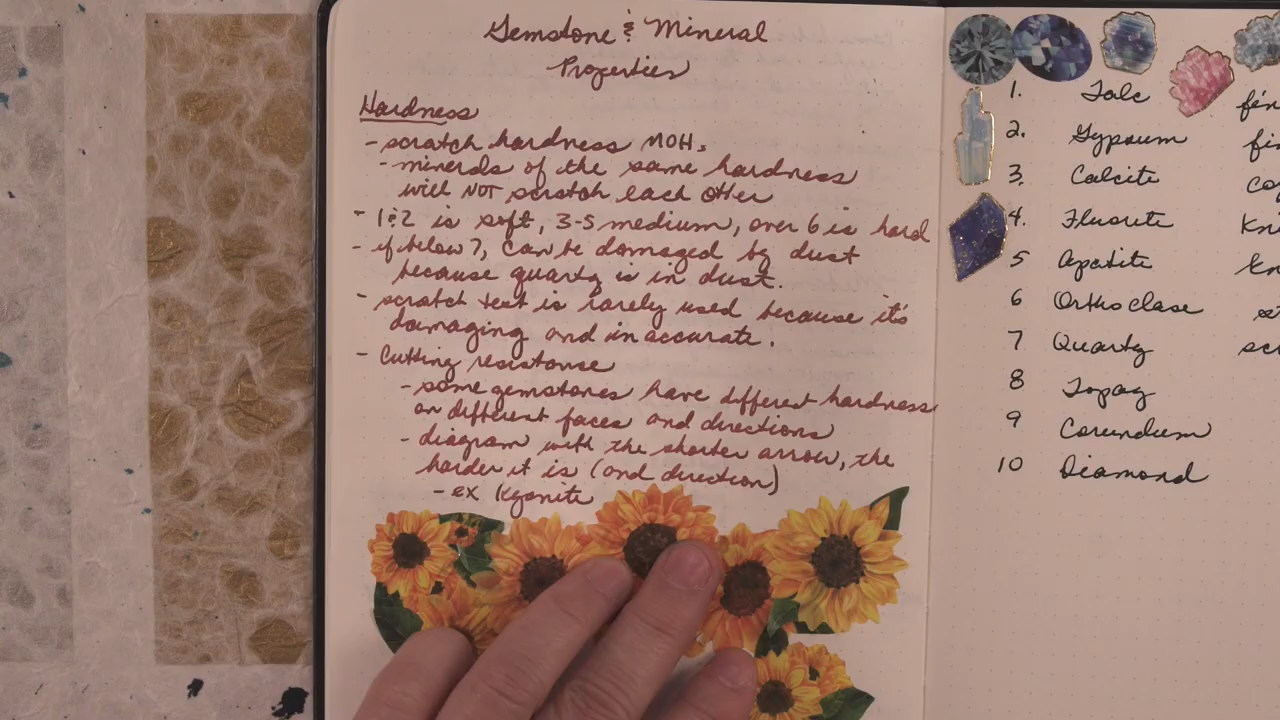 Gemstone & Mineral
Properties
Hardness
- scratch hardness MOHs
- minerals of the same hardness
will NOT scratch each other
- 1&2 is soft, 3-5 medium, over 6 is hard
- if below 7, can be damaged by dust
because quartz is in dust.
- scratch test is rarely used because it's
damaging and inaccurate.
- Cutting resistanse
- some gemstones have different hardness
on different faces and directions
- diagram with the shorter arrow, the
harder it is (and direction)
- ex Kyanite
1. Talc
2. Gypsum
3. Calcite
4. Fluorite
5 Apatite
6 Orthoclase
7 Quartz
8 Topaz
9 Corundum
10 Diamond